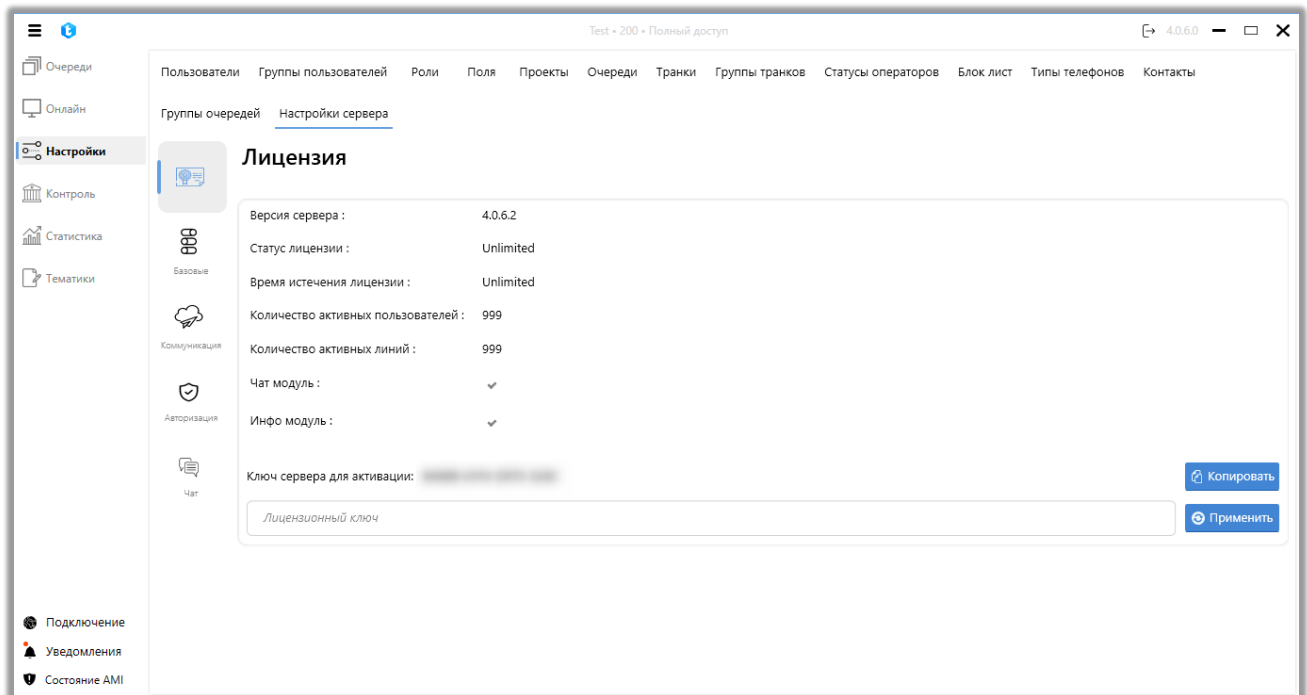 Test • 200 • Полный доступ
4.0.6.0
Очереди
Онлайн
Настройки
Контроль
Статистика
Тематики
Подключение
Уведомления
Состояние AMI
Пользователи Группы пользователей Роли Поля Проекты Очереди Транки Группы транков Статусы операторов Блок лист Типы телефонов Контакты
Группы очередей Настройки сервера
Базовые
Коммуникация
Авторизация
Чат
Лицензия
Версия сервера : 4.0.6.2
Статус лицензии : Unlimited
Время истечения лицензии : Unlimited
Количество активных пользователей : 999
Количество активных линий : 999
Чат модуль :
Инфо модуль :
Ключ сервера для активации:
Копировать
Лицензионный ключ
Применить